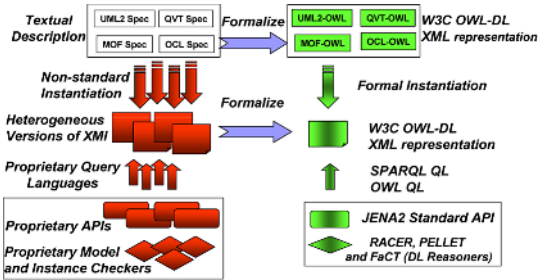 Textual
Description
UML2 Spec
QVT Spec
MOF Spec
OCL Spec
Formalize
UML2-OWL
QVT-OWL
MOF-OWL
OCL-OWL
W3C OWL-DL
XML representation
Non-standard
Instantiation
Formal Instantiation
Heterogeneous
Versions of XMI
Formalize
W3C OWL-DL
XML representation
Proprietary Query
Languages
SPARQL QL
OWL QL
Proprietary APIs
Proprietary Model
and Instance Checkers
JENA2 Standard API
RACER, PELLET
and FaCT (DL Reasoners)